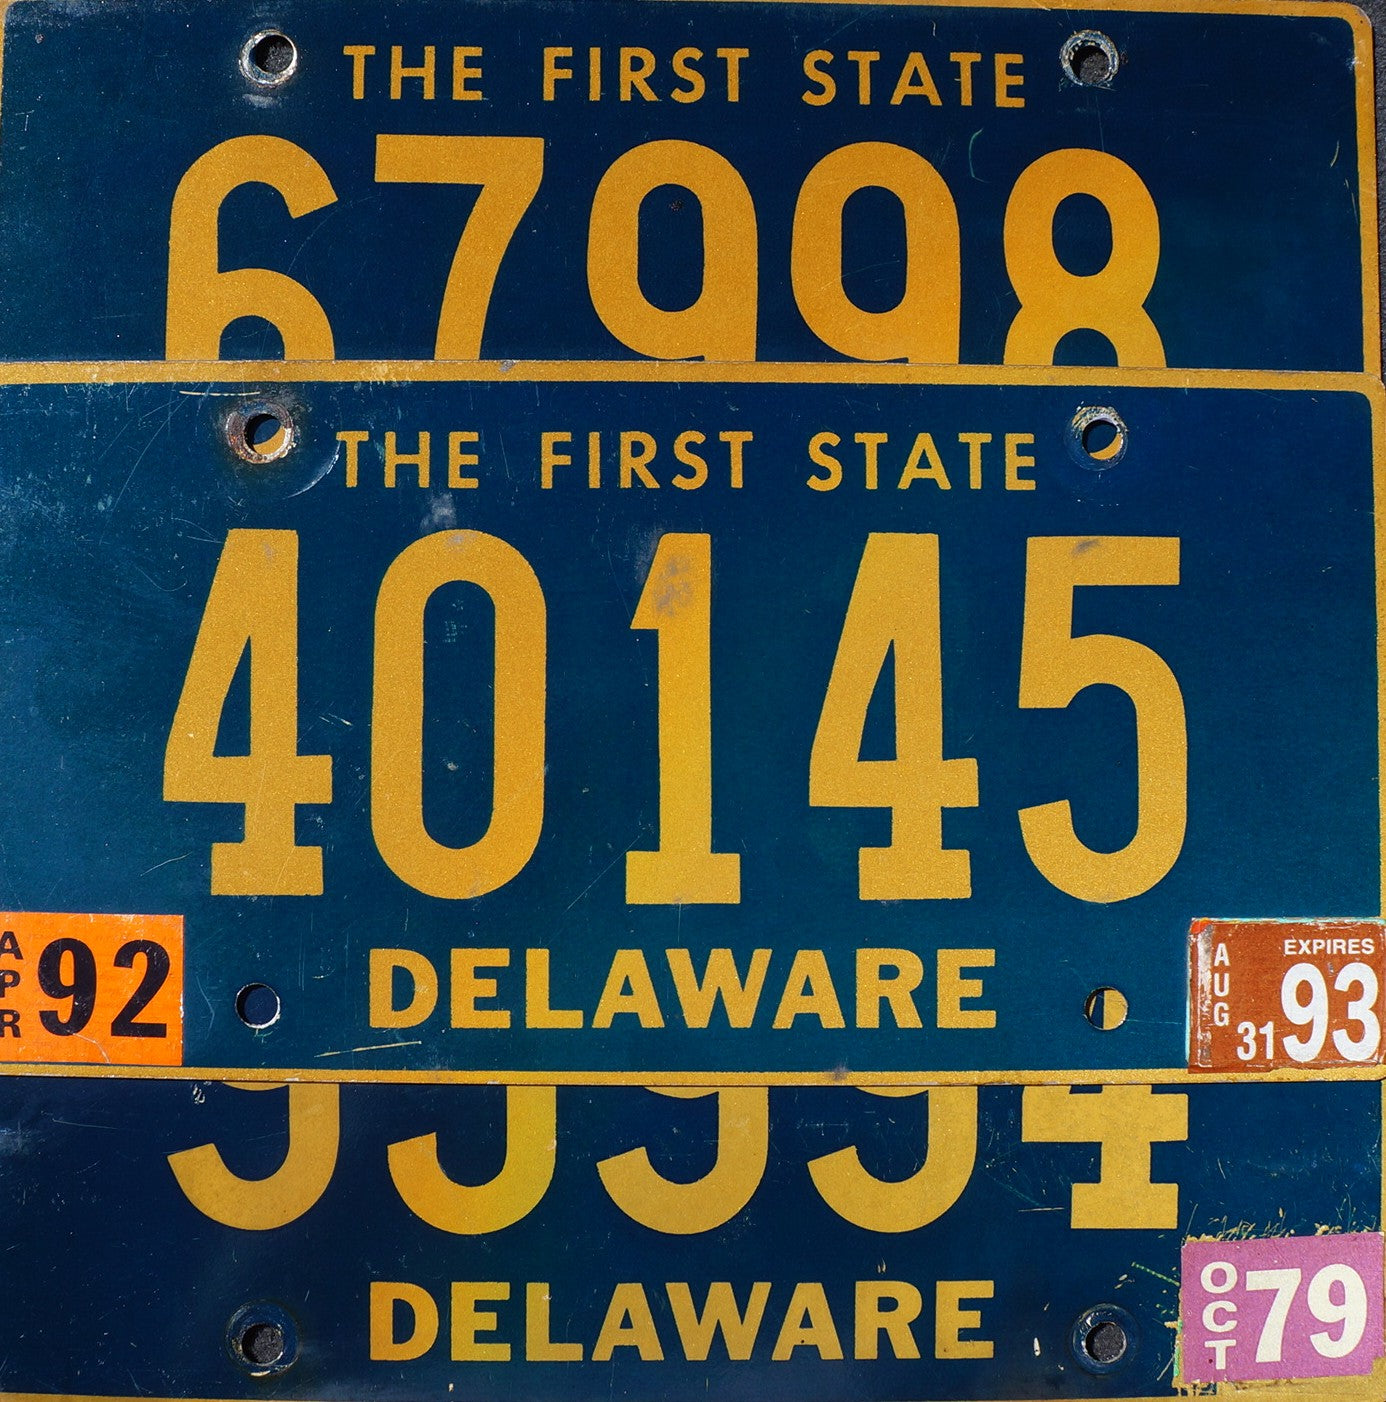 THE FIRST STATE
67998
THE FIRST STATE
40145
APR 92
DELAWARE
AUG 31 EXPIRES 93
DELAWARE
OCT 79